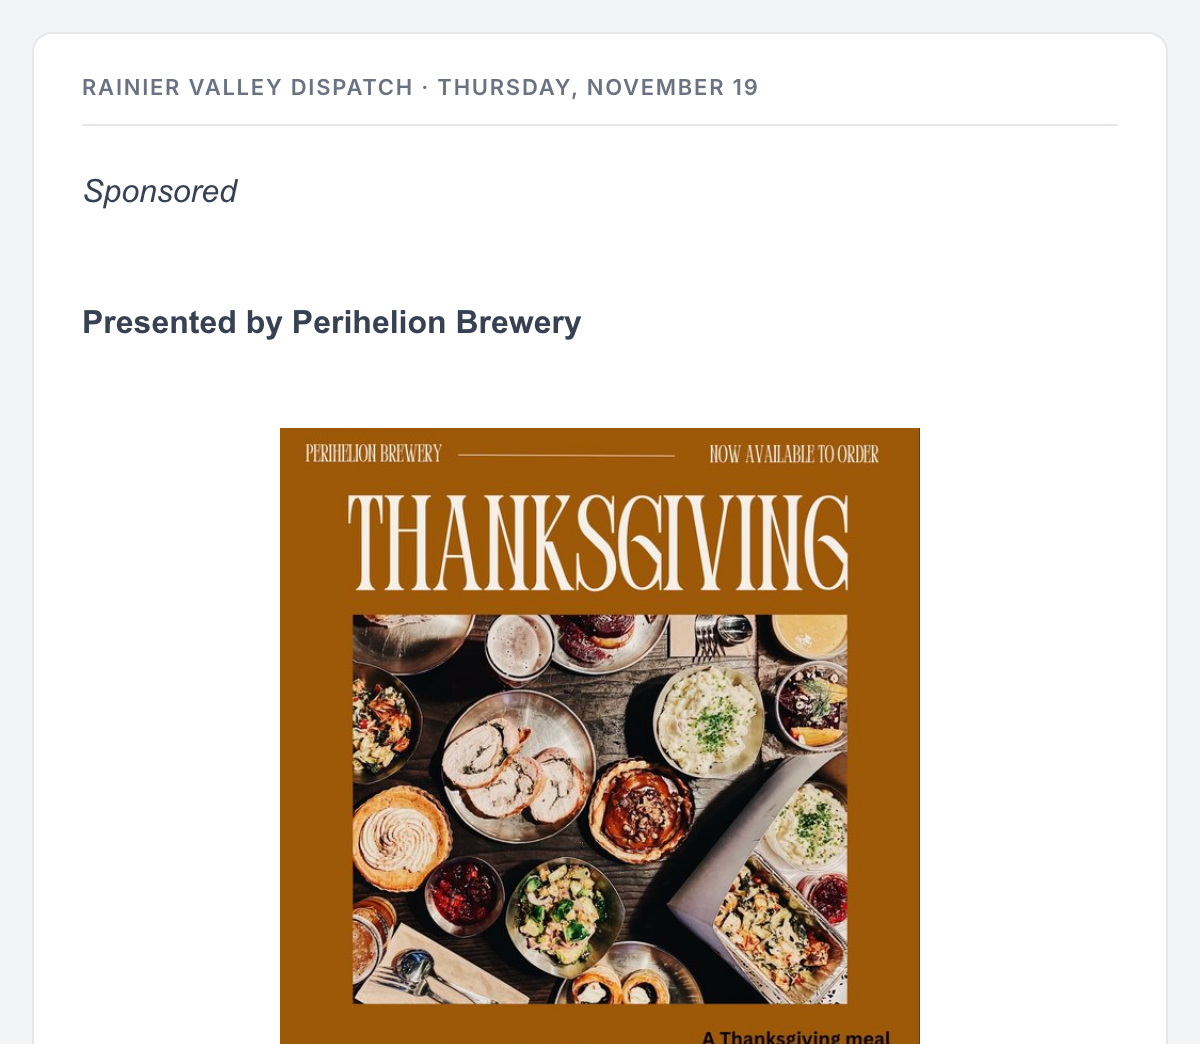 RAINIER VALLEY DISPATCH · THURSDAY, NOVEMBER 19
Sponsored
Presented by Perihelion Brewery
PERIHELION BREWERY
NOW AVAILABLE TO ORDER
THANKSGIVING
A Thanksgiving meal